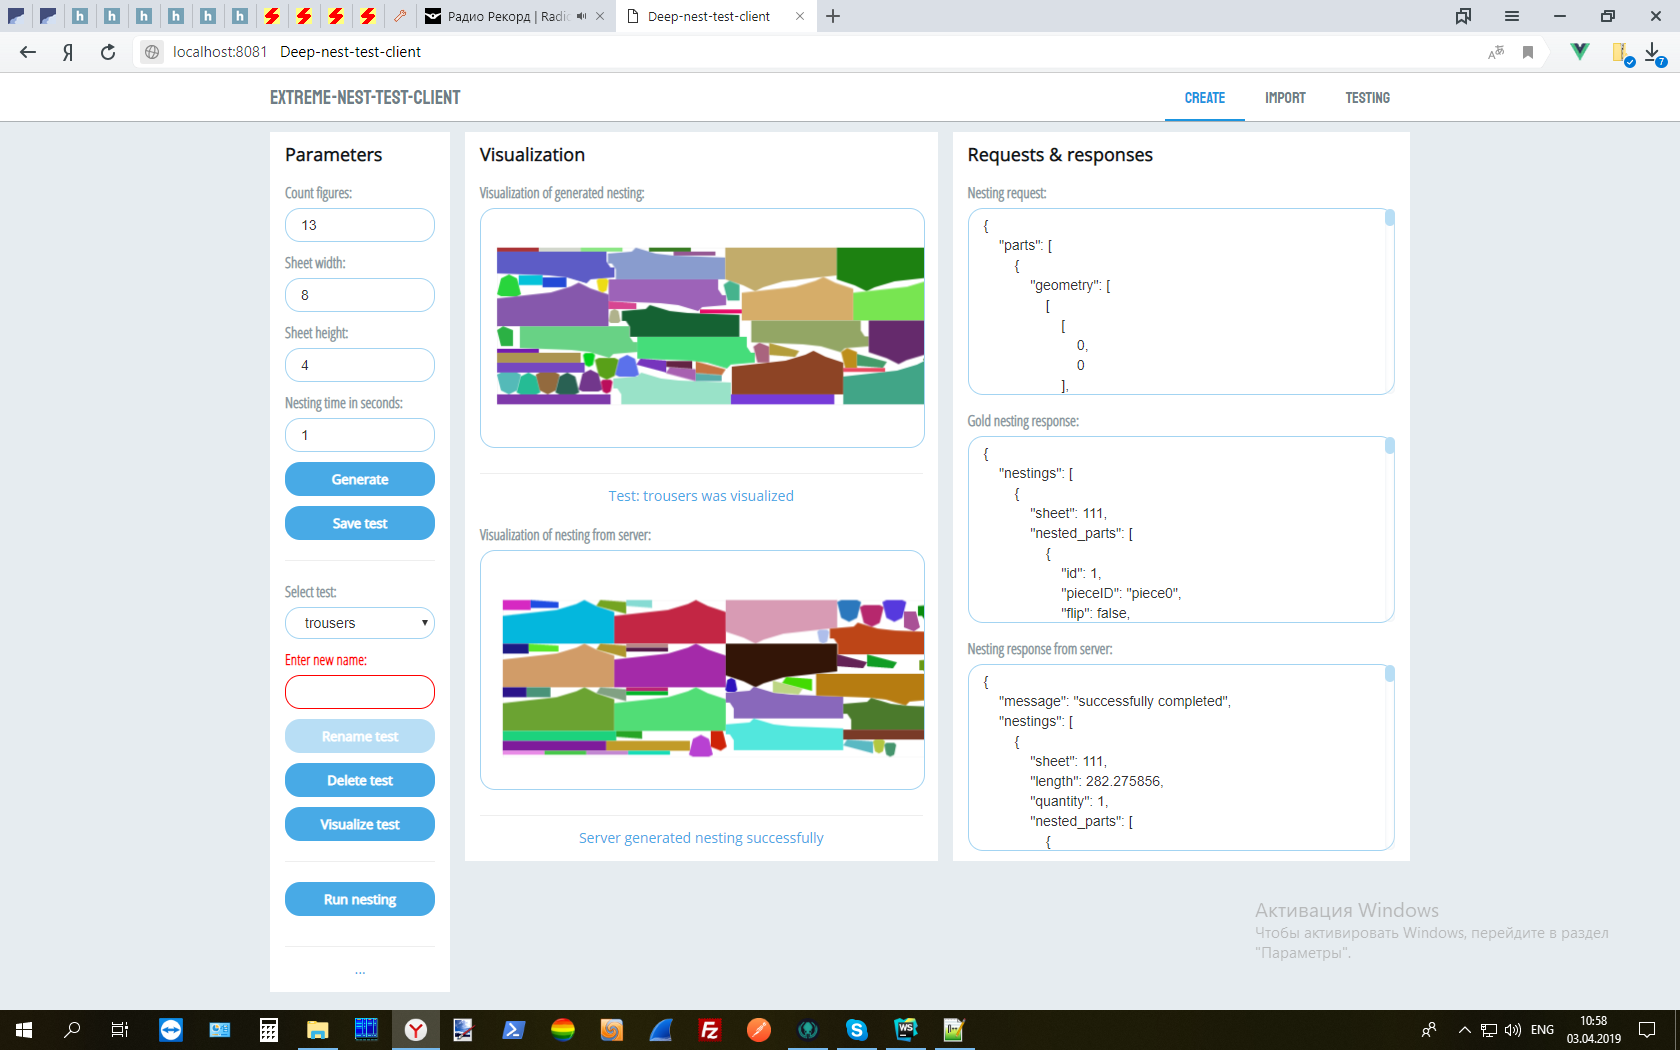 Радио Рекорд | Radio
Deep-nest-test-client
localhost:8081 Deep-nest-test-client
7
EXTREME-NEST-TEST-CLIENT
CREATE
IMPORT
TESTING
Parameters
Count figures:
13
Sheet width:
8
Sheet height:
4
Nesting time in seconds:
1
Generate
Save test
Select test:
trousers
Enter new name:
Rename test
Delete test
Visualize test
Run nesting
...
Visualization
Visualization of generated nesting:
Test: trousers was visualized
Visualization of nesting from server:
Server generated nesting successfully
Requests & responses
Nesting request:
{
"parts": [
{
"geometry": [
[
[
0,
0
],
Gold nesting response:
{
"nestings": [
{
"sheet": 111,
"nested_parts": [
{
"id": 1,
"pieceID": "piece0",
"flip": false,
Nesting response from server:
{
"message": "successfully completed",
"nestings": [
{
"sheet": 111,
"length": 282.275856,
"quantity": 1,
"nested_parts": [
{
Активация Windows
Чтобы активировать Windows, перейдите в раздел
"Параметры".
ENG
10:58
03.04.2019